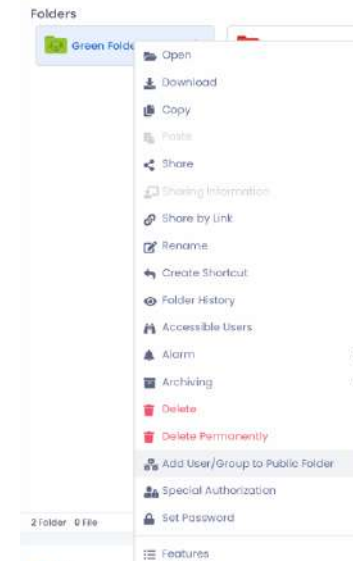 Folders
Green Folde
Open
Download
Copy
Paste
Share
Sharing Information
Share by Link
Rename
Create Shortcut
Folder History
Accessible Users
Alarm
Archiving
Delete
Delete Permanently
Add User/Group to Public Folder
Special Authorization
2 Folder 0 File
Set Password
Features